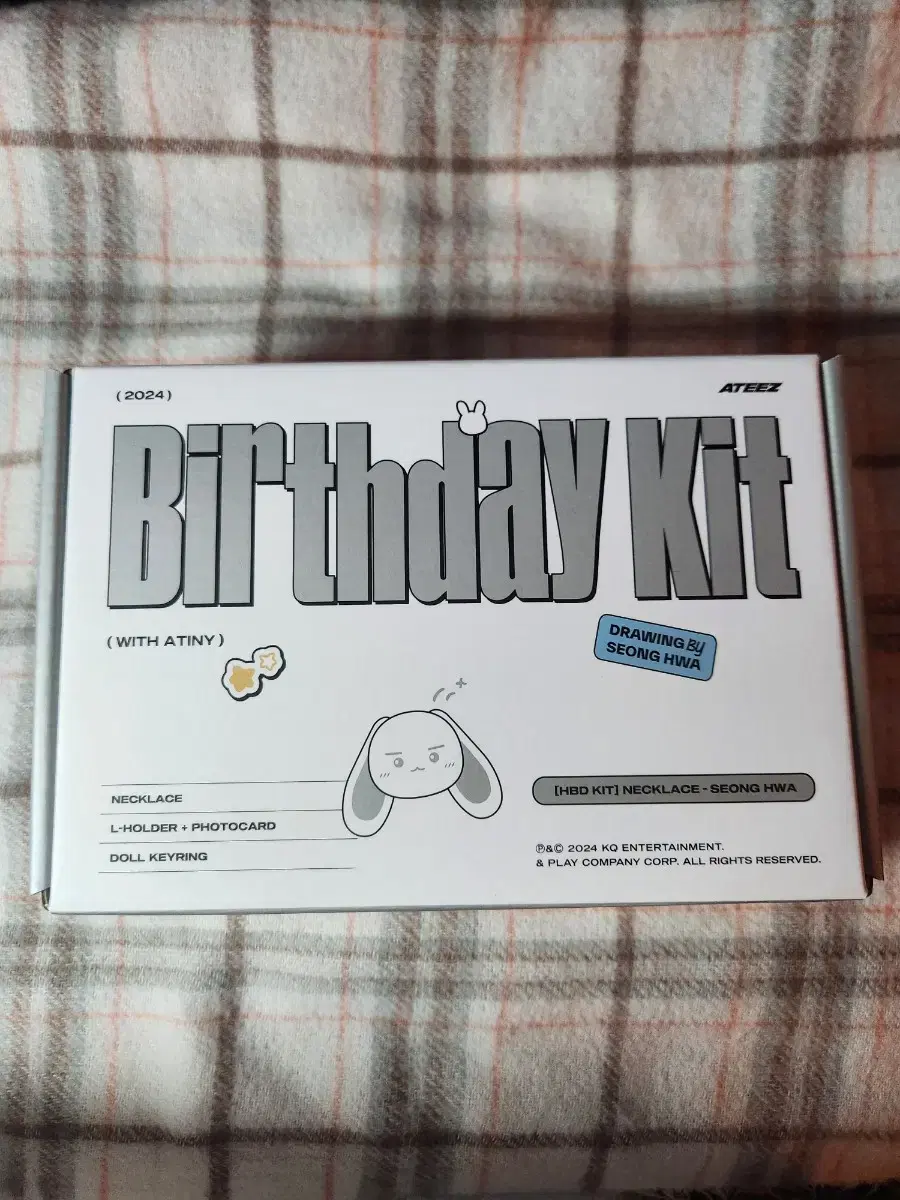 (2024)
ATEEZ
Birthday Kit
(WITH ATINY)
DRAWING By
SEONG HWA
NECKLACE
L-HOLDER + PHOTOCARD
DOLL KEYRING
[HBD KIT] NECKLACE - SEONG HWA
Ⓟ&© 2024 KQ ENTERTAINMENT.
& PLAY COMPANY CORP. ALL RIGHTS RESERVED.